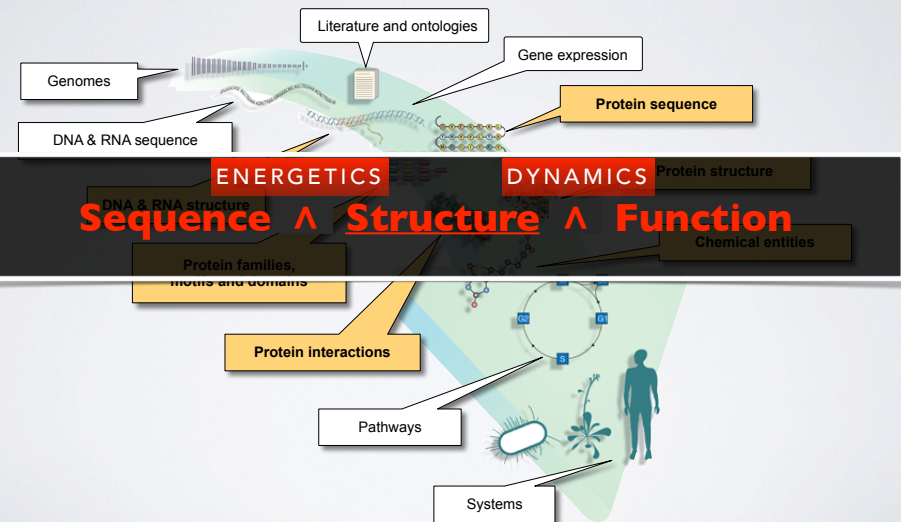 Literature and ontologies
Gene expression
Genomes
Protein sequence
DNA & RNA sequence
ENERGETICS
DYNAMICS
Protein structure
DNA & RNA structure
Sequence ∧ Structure ∧ Function
Chemical entities
Protein families,
motifs and domains
G2
G1
Protein interactions
S
Pathways
Systems